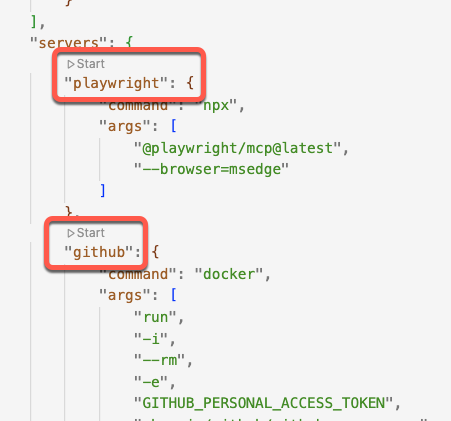 }
],
"servers": {
▷Start
"playwright": {
"command": "npx",
"args": [
"@playwright/mcp@latest",
"--browser=msedge"
]
},
▷Start
"github": {
"command": "docker",
"args": [
"run",
"-i",
"--rm",
"-e",
"GITHUB_PERSONAL_ACCESS_TOKEN",